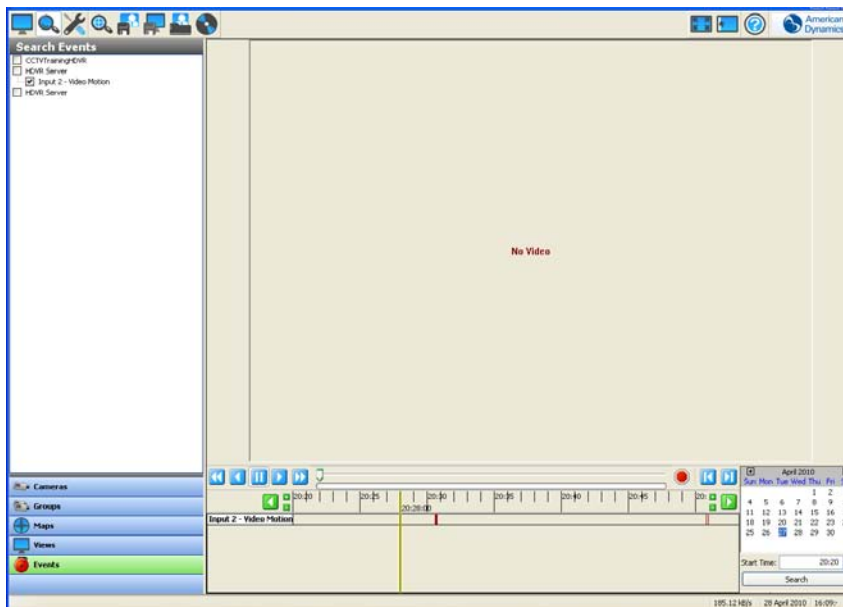 American
Dynamics
Search Events
CCTVTrainingHDVR
HDVR Server
Input 2 - Video Motion
HDVR Server
No Video
Cameras
Groups
Maps
Views
Events
20:20 20:25 20:30 20:35 20:40 20:45 20:
20:28:00
Input 2 - Video Motion
April 2010
Sun Mon Tue Wed Thu Fri
1 2
4 5 6 7 8 9
11 12 13 14 15 16
18 19 20 21 22 23
25 26 27 28 29 30
Start Time: 20:20
Search
185.12 kB/s 28 April 2010 16:09: